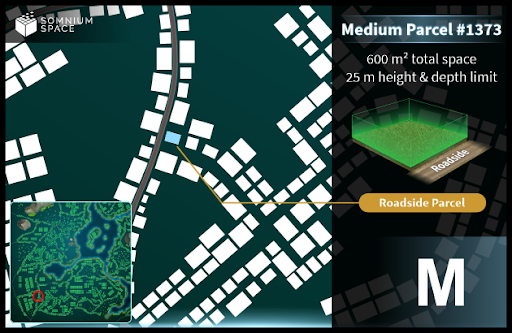 SOMNIUM
SPACE
Medium Parcel #1373
600 m² total space
25 m height & depth limit
Roadside
Roadside Parcel
M